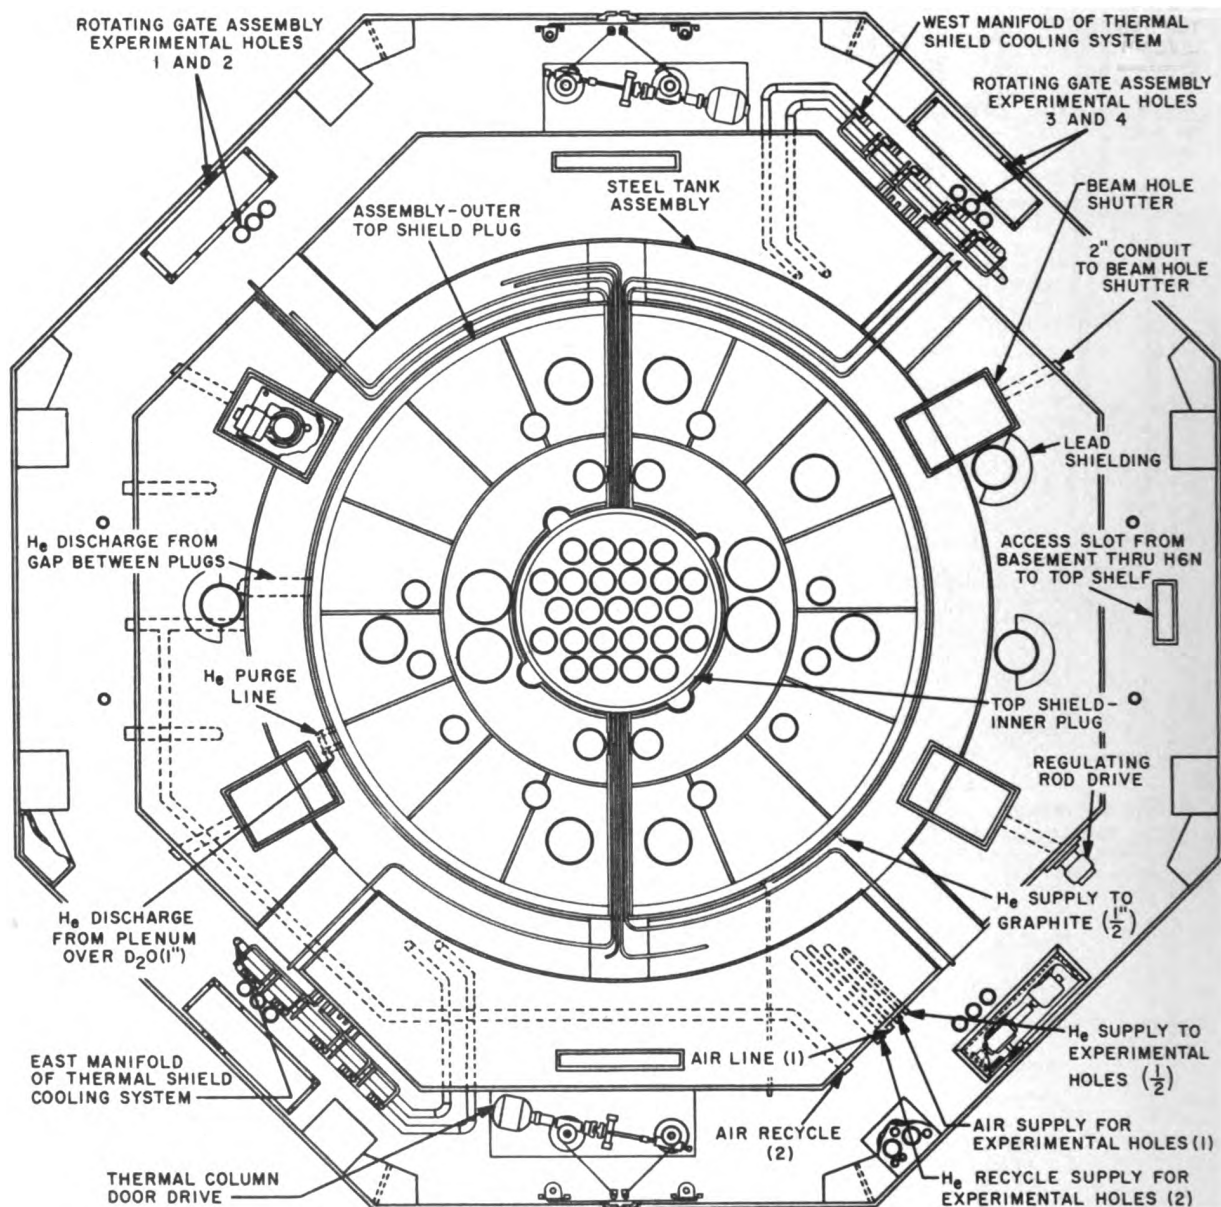 ROTATING GATE ASSEMBLY
EXPERIMENTAL HOLES
1 AND 2
WEST MANIFOLD OF THERMAL
SHIELD COOLING SYSTEM
ROTATING GATE ASSEMBLY
EXPERIMENTAL HOLES
3 AND 4
STEEL TANK
ASSEMBLY
BEAM HOLE
SHUTTER
ASSEMBLY-OUTER
TOP SHIELD PLUG
2" CONDUIT
TO BEAM HOLE
SHUTTER
LEAD
SHIELDING
He DISCHARGE FROM
GAP BETWEEN PLUGS
ACCESS SLOT FROM
BASEMENT THRU H6N
TO TOP SHELF
He PURGE
LINE
TOP SHIELD-
INNER PLUG
REGULATING
ROD DRIVE
He DISCHARGE
FROM PLENUM
OVER D2O(1")
He SUPPLY TO
GRAPHITE (1/2")
EAST MANIFOLD
OF THERMAL SHIELD
COOLING SYSTEM
AIR LINE (1)
He SUPPLY TO
EXPERIMENTAL
HOLES (1/2)
AIR RECYCLE
(2)
AIR SUPPLY FOR
EXPERIMENTAL HOLES (1)
THERMAL COLUMN
DOOR DRIVE
He RECYCLE SUPPLY FOR
EXPERIMENTAL HOLES (2)